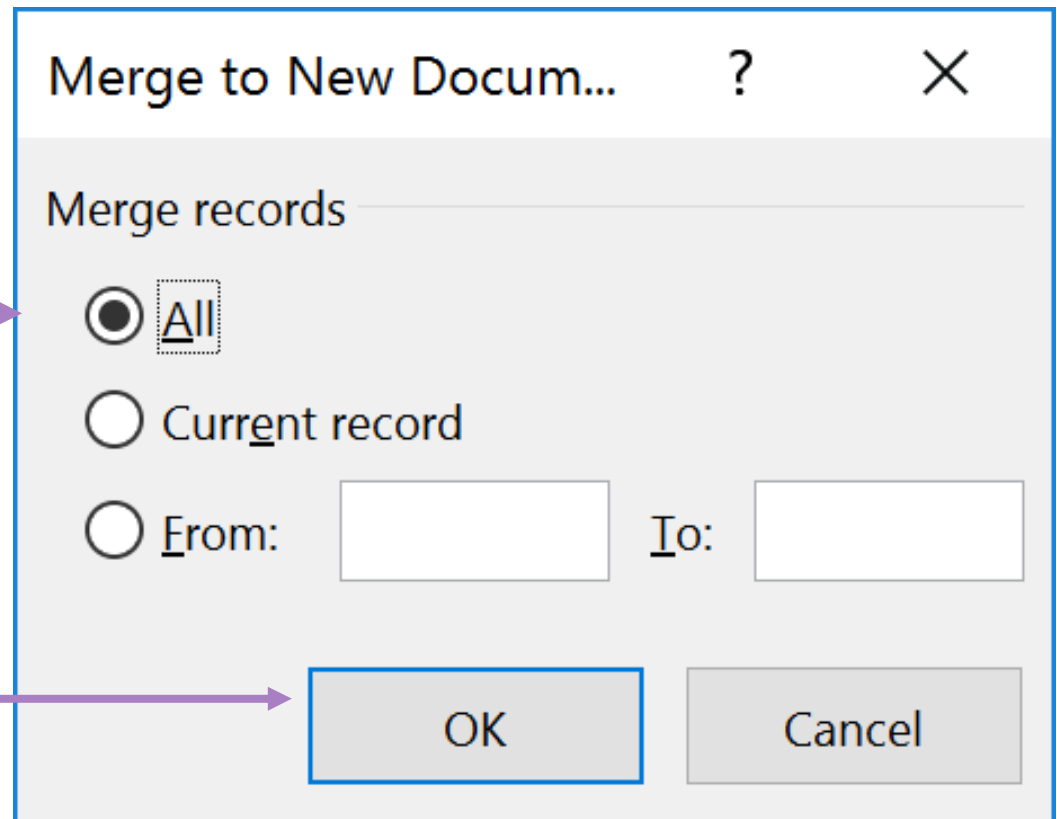 Merge to New Docum... ?
Merge records
All
Current record
From: To:
OK Cancel